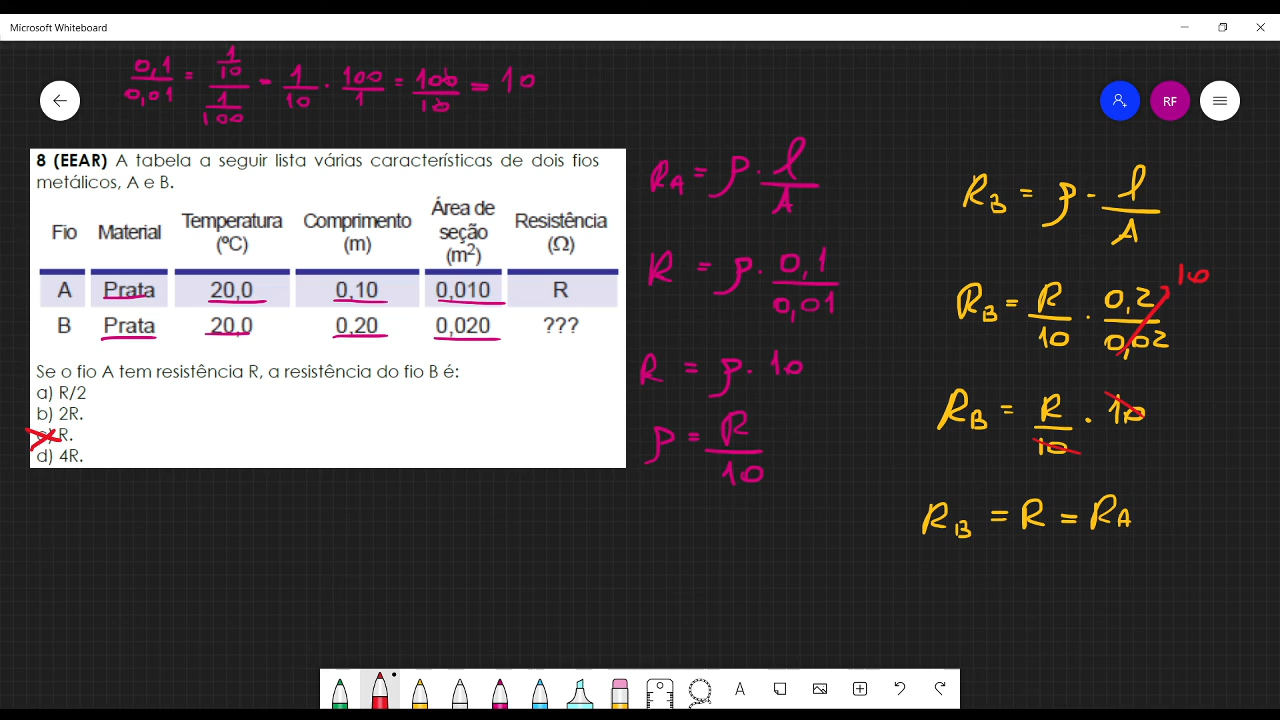 Microsoft Whiteboard
0,1/0,01 = (1/10)/(1/100) - 1/10 · 100/1 = 100/10 = 10
RF
8 (EEAR) A tabela a seguir lista várias características de dois fios
metálicos, A e B.
Fio Material Temperatura (ºC) Comprimento (m) Área de seção (m²) Resistência (Ω)
A Prata 20,0 0,10 0,010 R
B Prata 20,0 0,20 0,020 ???
Se o fio A tem resistência R, a resistência do fio B é:
a) R/2
b) 2R.
c) R.
d) 4R.
R_A = ρ · l/A
R = ρ · 0,1/0,01
R = ρ · 10
ρ = R/10
R_B = ρ - l/A
R_B = R/10 · 0,2/0,02 10
R_B = R/10 · 10
R_B = R = R_A
A